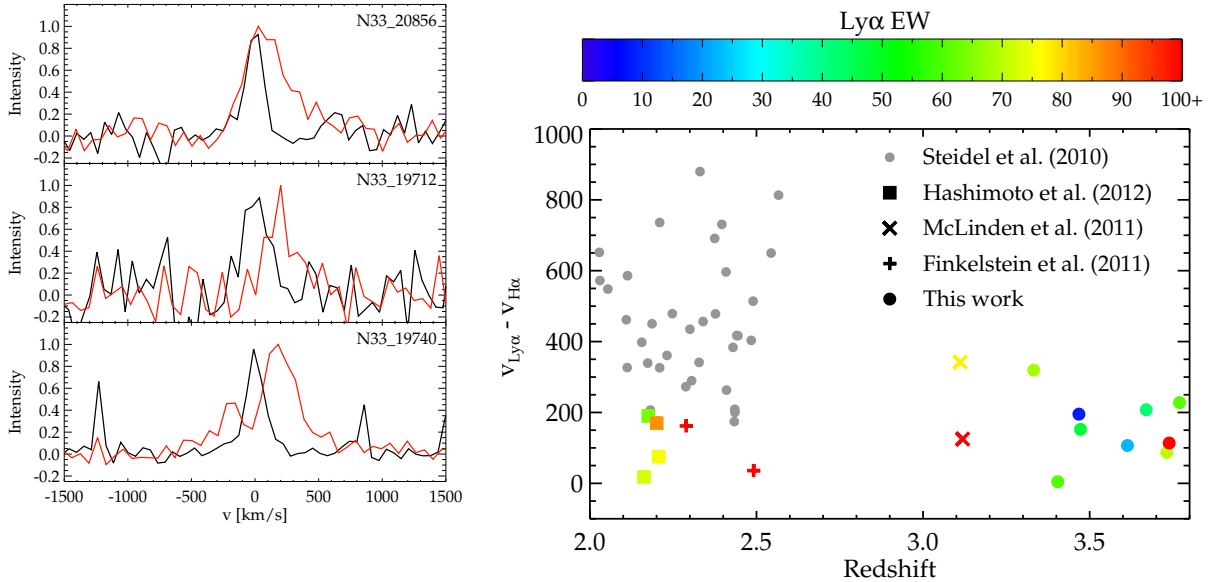 N33_20856
Intensity
1.0
0.8
0.6
0.4
0.2
0.0
-0.2
N33_19712
Intensity
1.0
0.8
0.6
0.4
0.2
0.0
-0.2
N33_19740
Intensity
1.0
0.8
0.6
0.4
0.2
0.0
-0.2
-1500 -1000 -500 0 500 1000 1500
v [km/s]
Lyα EW
0 10 20 30 40 50 60 70 80 90 100+
1000
800
600
400
200
0
vLyα - vHα
Steidel et al. (2010)
Hashimoto et al. (2012)
McLinden et al. (2011)
Finkelstein et al. (2011)
This work
2.0 2.5 3.0 3.5
Redshift